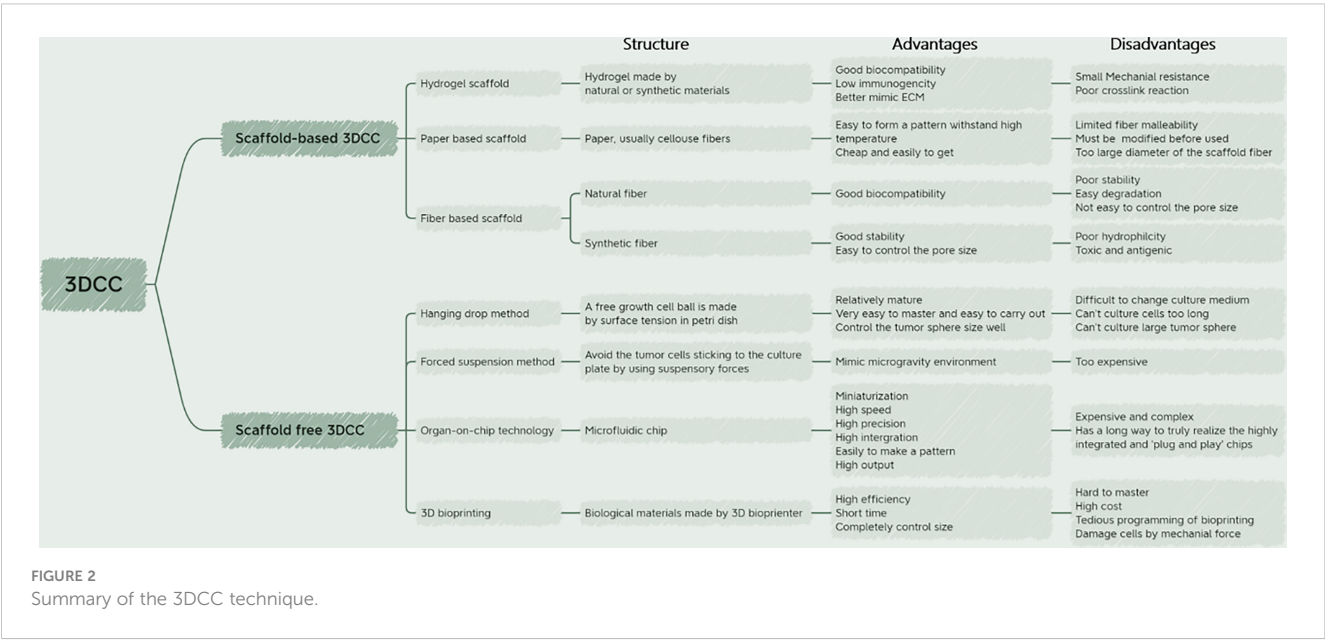 Structure
Advantages
Disadvantages
3DCC
Scaffold-based 3DCC
Hydrogel scaffold
Hydrogel made by
natural or synthetic materials
Good biocompatibility
Low immunogencity
Better mimic ECM
Small Mechanial resistance
Poor crosslink reaction
Paper based scaffold
Paper, usually cellouse fibers
Easy to form a pattern withstand high
temperature
Cheap and easily to get
Limited fiber malleability
Must be modified before used
Too large diameter of the scaffold fiber
Fiber based scaffold
Natural fiber
Good biocompatibility
Poor stability
Easy degradation
Not easy to control the pore size
Synthetic fiber
Good stability
Easy to control the pore size
Poor hydrophilcity
Toxic and antigenic
Scaffold free 3DCC
Hanging drop method
A free growth cell ball is made
by surface tension in petri dish
Relatively mature
Very easy to master and easy to carry out
Control the tumor sphere size well
Difficult to change culture medium
Can't culture cells too long
Can't culture large tumor sphere
Forced suspension method
Avoid the tumor cells sticking to the culture
plate by using suspensory forces
Mimic microgravity environment
Too expensive
Organ-on-chip technology
Microfluidic chip
Miniaturization
High speed
High precision
High intergration
Easily to make a pattern
High output
Expensive and complex
Has a long way to truly realize the highly
integrated and 'plug and play' chips
3D bioprinting
Biological materials made by 3D bioprienter
High efficiency
Short time
Completely control size
Hard to master
High cost
Tedious programming of bioprinting
Damage cells by mechanial force
FIGURE 2
Summary of the 3DCC technique.